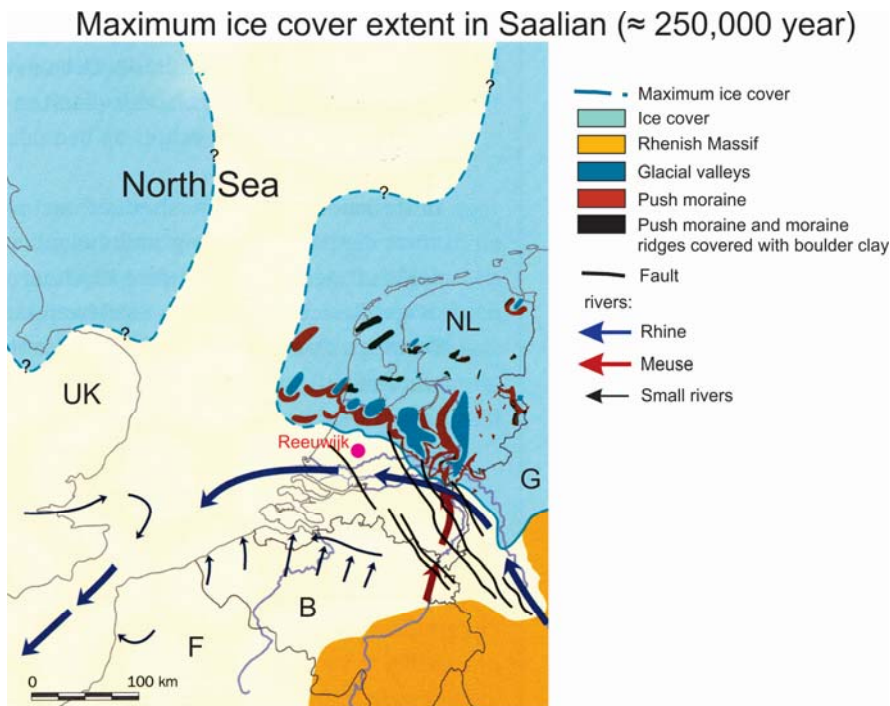 Maximum ice cover extent in Saalian (≈ 250,000 year)
?
?
?
?
?
?
North Sea
NL
UK
Reeuwijk
G
B
F
0 100 km
Maximum ice cover
Ice cover
Rhenish Massif
Glacial valleys
Push moraine
Push moraine and moraine
ridges covered with boulder clay
Fault
rivers:
Rhine
Meuse
Small rivers